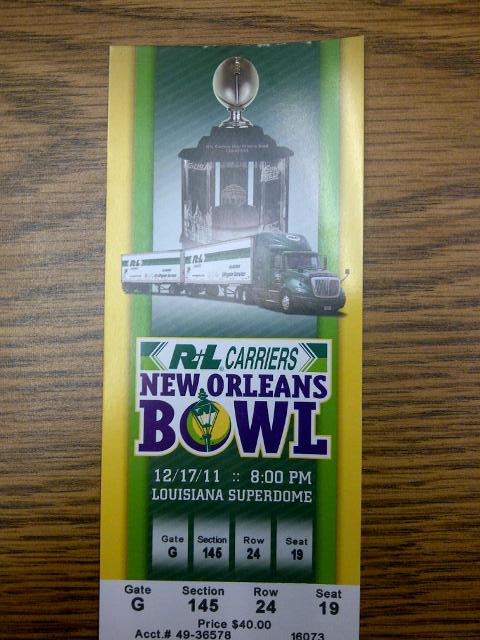 R+L CARRIERS
NEW ORLEANS
BOWL
12/17/11 :: 8:00 PM
LOUISIANA SUPERDOME
Gate Section Row Seat
G 145 24 19
Gate Section Row Seat
G 145 24 19
Price $40.00
Acct.# 49-36578 16073